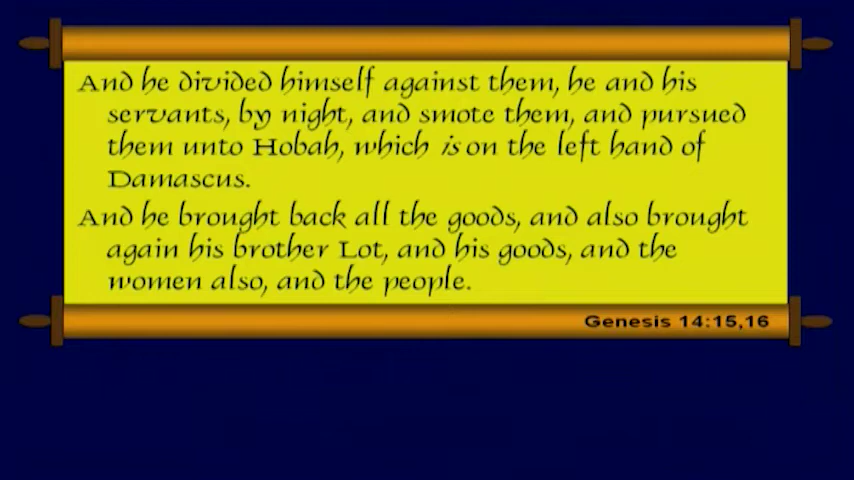 And he divided himself against them, he and his
servants, by night, and smote them, and pursued
them unto Hobah, which is on the left hand of
Damascus.
And he brought back all the goods, and also brought
again his brother Lot, and his goods, and the
women also, and the people.
Genesis 14:15,16